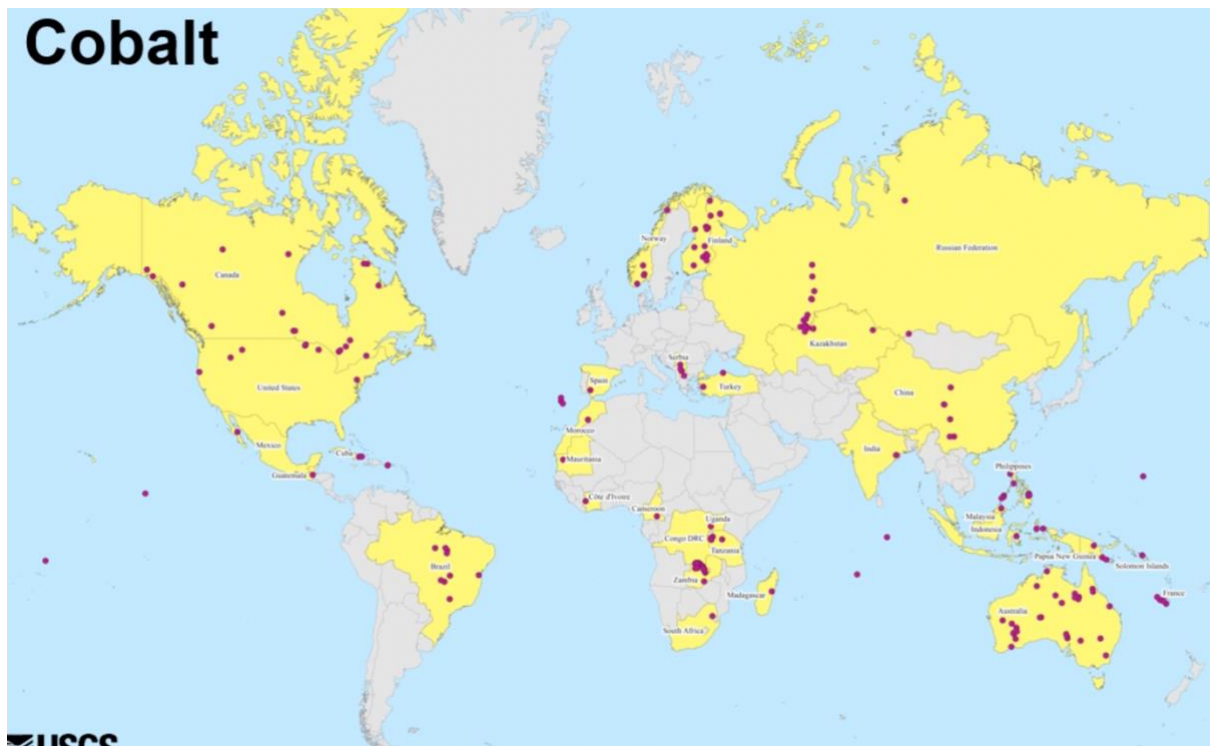 Cobalt
Norway
Finland
Russian Federation
Canada
Kazakhstan
Serbia
United States
Spain
Turkey
China
Morocco
Mexico
Cuba
India
Mauritania
Guatemala
Philippines
Côte d'Ivoire
Cameroon
Uganda
Malaysia
Indonesia
Congo DRC
Tanzania
Papua New Guinea
Solomon Islands
Brazil
Zambia
Madagascar
France
Australia
South Africa
USGS